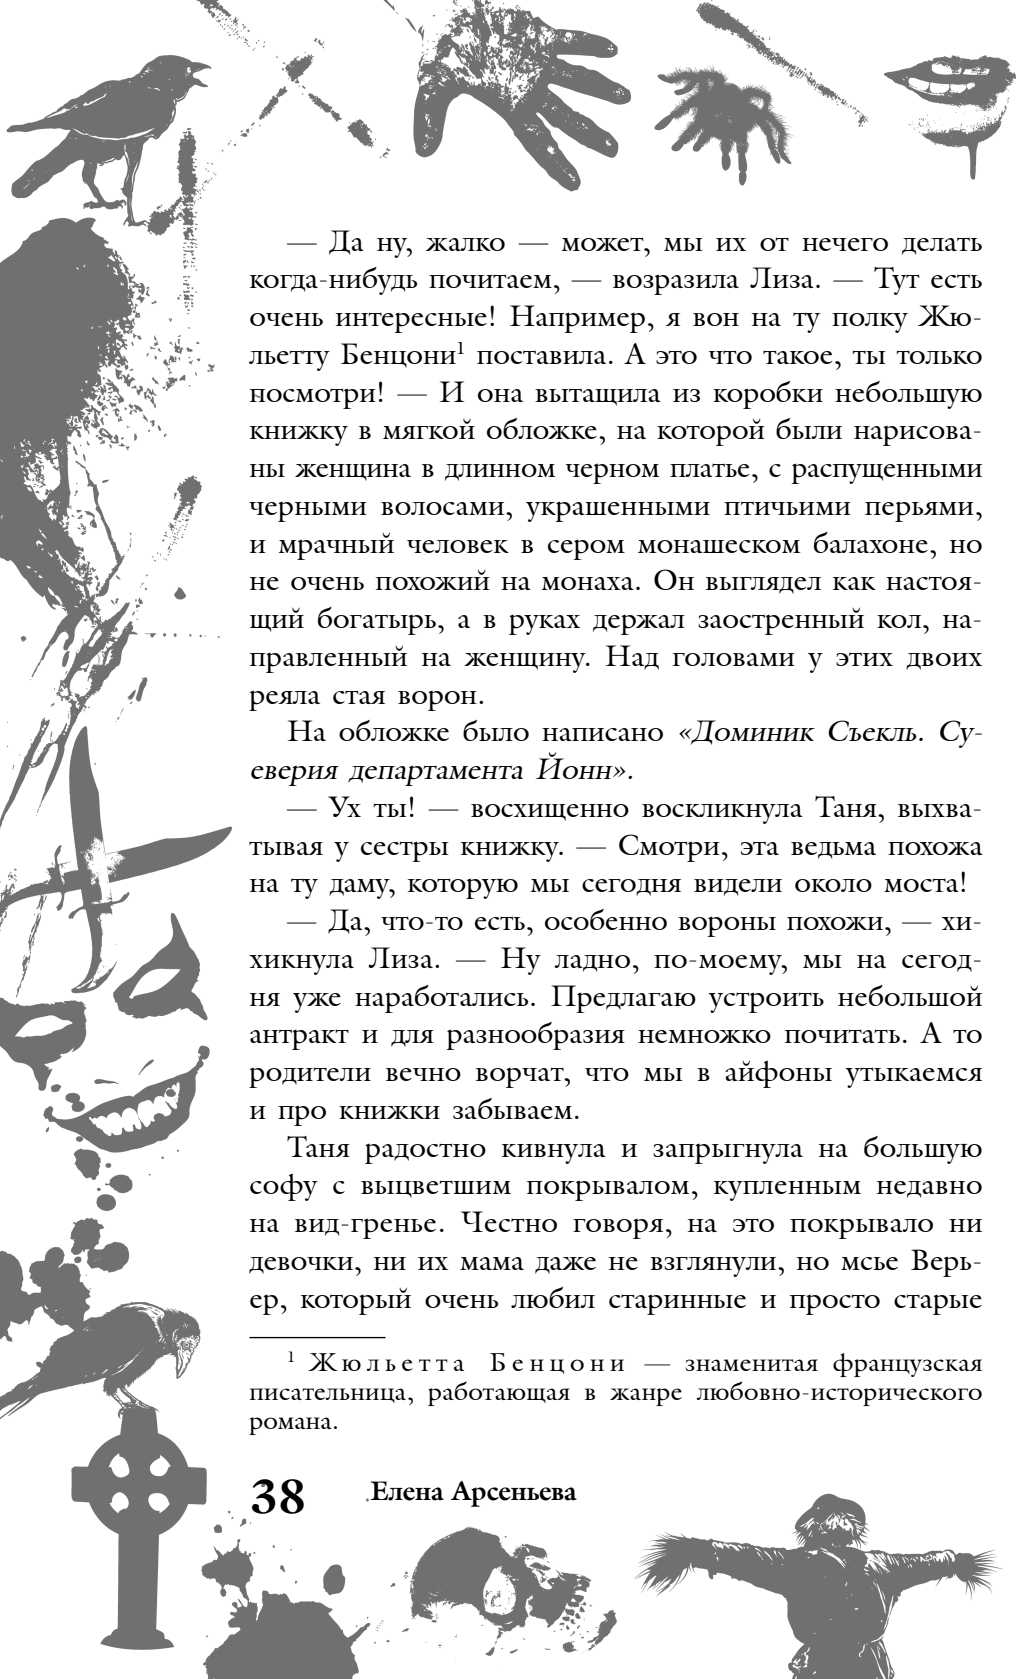 — Да ну, жалко — может, мы их от нечего делать
когда-нибудь почитаем, — возразила Лиза. — Тут есть
очень интересные! Например, я вон на ту полку Жю-
льетту Бенцони¹ поставила. А это что такое, ты только
посмотри! — И она вытащила из коробки небольшую
книжку в мягкой обложке, на которой были нарисова-
ны женщина в длинном черном платье, с распущенными
черными волосами, украшенными птичьими перьями,
и мрачный человек в сером монашеском балахоне, но
не очень похожий на монаха. Он выглядел как настоя-
щий богатырь, а в руках держал заостренный кол, на-
правленный на женщину. Над головами у этих двоих
реяла стая ворон.
На обложке было написано «Доминик Съекль. Су-
еверия департамента Йонн».
— Ух ты! — восхищенно воскликнула Таня, выхва-
тывая у сестры книжку. — Смотри, эта ведьма похожа
на ту даму, которую мы сегодня видели около моста!
— Да, что-то есть, особенно вороны похожи, — хи-
хикнула Лиза. — Ну ладно, по-моему, мы на сегод-
ня уже наработались. Предлагаю устроить небольшой
антракт и для разнообразия немножко почитать. А то
родители вечно ворчат, что мы в айфоны утыкаемся
и про книжки забываем.
Таня радостно кивнула и запрыгнула на большую
софу с выцветшим покрывалом, купленным недавно
на вид-гренье. Честно говоря, на это покрывало ни
девочки, ни их мама даже не взглянули, но мсье Верь-
ер, который очень любил старинные и просто старые
¹ Жюльетта Бенцони — знаменитая французская
писательница, работающая в жанре любовно-исторического
романа.
38 Елена Арсеньева